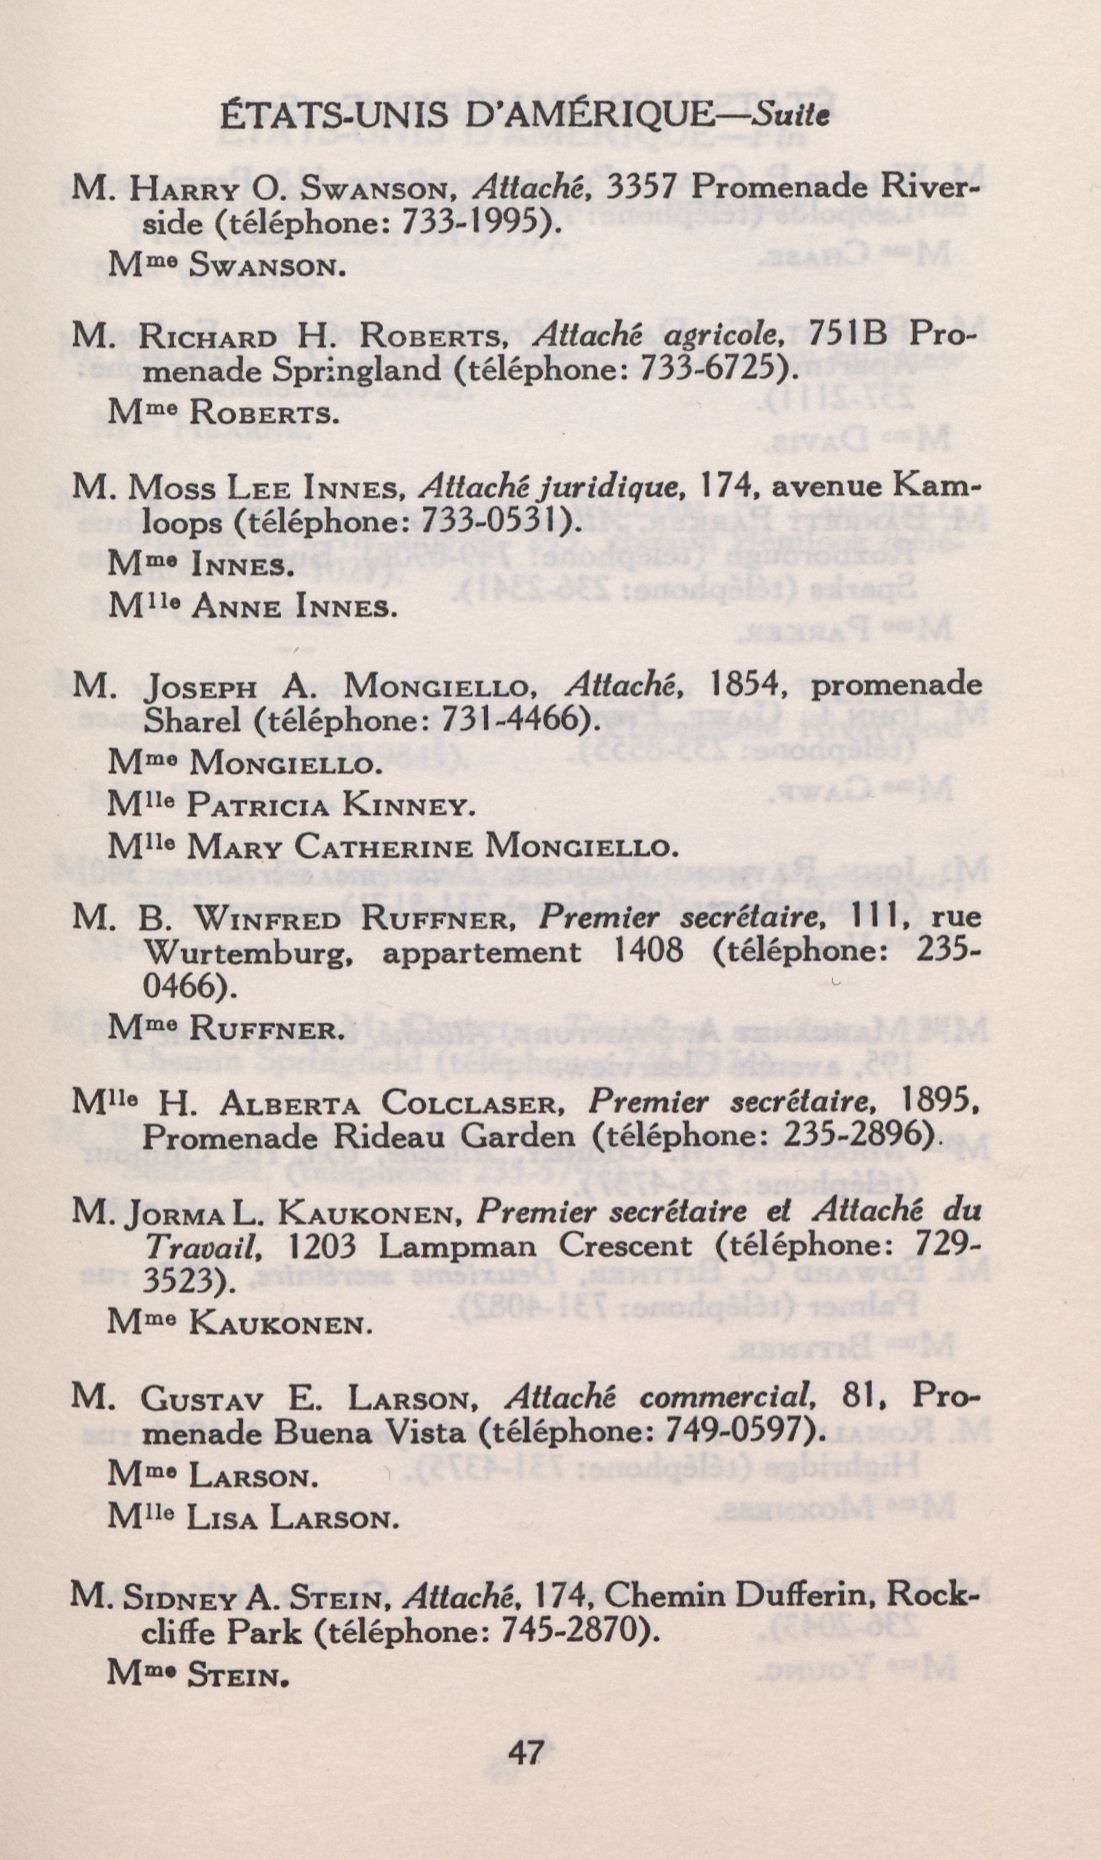 ÉTATS-UNIS D'AMÉRIQUE—Suite
M. HARRY O. SWANSON, Attaché, 3357 Promenade River-
side (téléphone: 733-1995).
Mme SWANSON.
M. RICHARD H. ROBERTS, Attaché agricole, 751B Pro-
menade Springland (téléphone: 733-6725).
Mme ROBERTS.
M. MOSS LEE INNES, Attaché juridique, 174, avenue Kam-
loops (téléphone: 733-0531).
Mme INNES.
Mlle ANNE INNES.
M. JOSEPH A. MONGIELLO, Attaché, 1854, promenade
Sharel (téléphone: 731-4466).
Mme MONGIELLO.
Mlle PATRICIA KINNEY.
Mlle MARY CATHERINE MONGIELLO.
M. B. WINFRED RUFFNER, Premier secrétaire, 111, rue
Wurtemburg, appartement 1408 (téléphone: 235-
0466).
Mme RUFFNER.
Mlle H. ALBERTA COLCLASER, Premier secrétaire, 1895,
Promenade Rideau Garden (téléphone: 235-2896).
M. JORMA L. KAUKONEN, Premier secrétaire et Attaché du
Travail, 1203 Lampman Crescent (téléphone: 729-
3523).
Mme KAUKONEN.
M. GUSTAV E. LARSON, Attaché commercial, 81, Pro-
menade Buena Vista (téléphone: 749-0597).
Mme LARSON.
Mlle LISA LARSON.
M. SIDNEY A. STEIN, Attaché, 174, Chemin Dufferin, Rock-
cliffe Park (téléphone: 745-2870).
Mme STEIN.
47